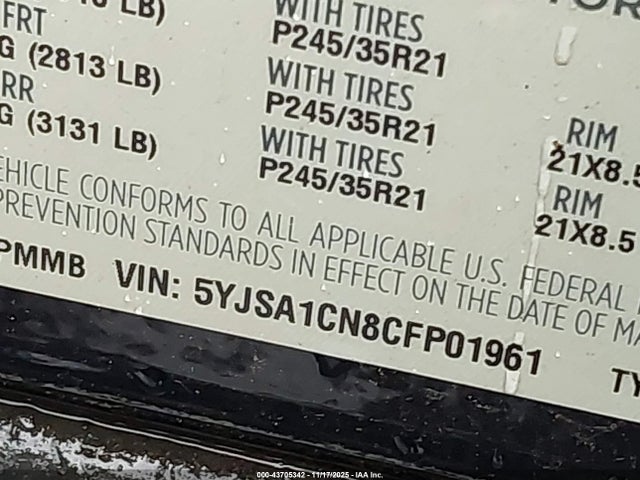 LB)
WITH TIRES
P245/35R21
FRT
G (2813 LB)
WITH TIRES
P245/35R21
RIM
21X8.5
RR
G (3131 LB)
WITH TIRES
P245/35R21
RIM
21X8.5
EHICLE CONFORMS TO ALL APPLICABLE U.S. FEDERAL
PREVENTION STANDARDS IN EFFECT ON THE DATE OF MA
PMMB VIN: 5YJSA1CN8CFP01961 TY
000-43705342 - 11/17/2025 - IAA Inc.